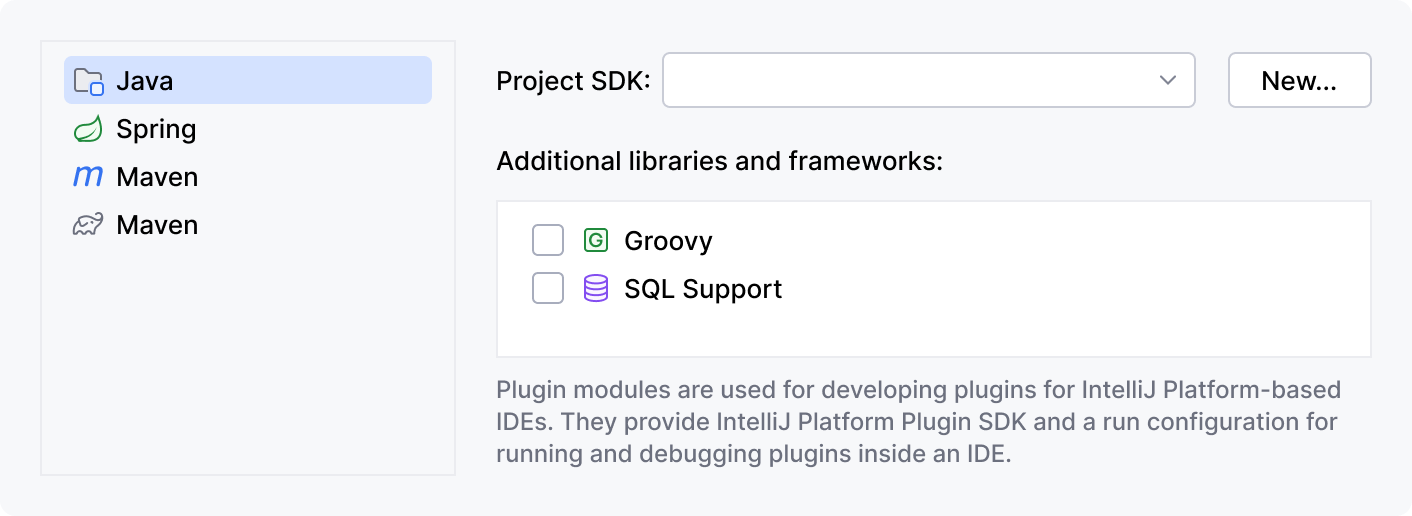 Java
Spring
Maven
Maven
Project SDK:
New...
Additional libraries and frameworks:
Groovy
SQL Support
Plugin modules are used for developing plugins for IntelliJ Platform-based
IDEs. They provide IntelliJ Platform Plugin SDK and a run configuration for
running and debugging plugins inside an IDE.